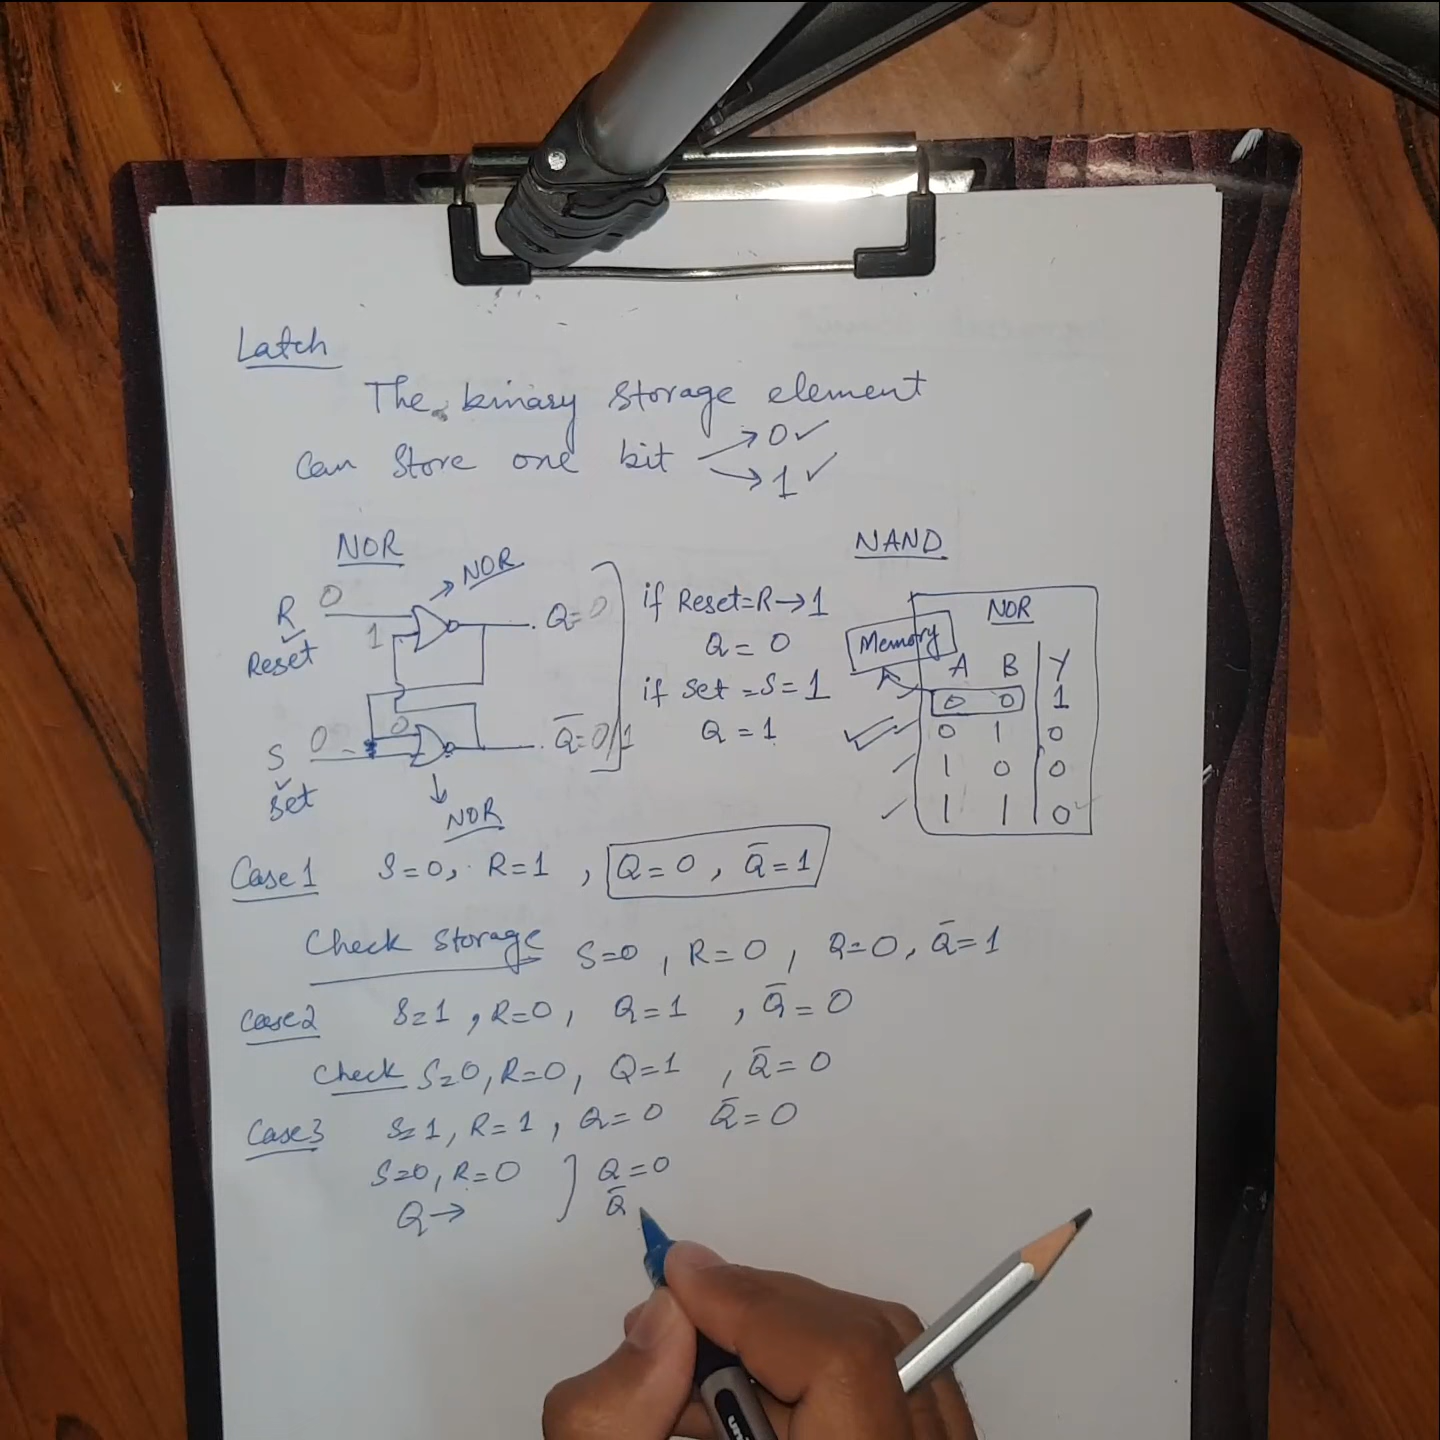 Latch
The binary storage element
Can Store one bit → 0 ✓
→ 1 ✓
NOR
NAND
→ NOR
R 0
1
Reset
Q=0
S 0
0
Set
Q̅=0/1
NOR
if Reset=R→1
Q = 0
if Set =S=1
Q = 1
Memory
NOR
A B Y
0 0 1
0 1 0
1 0 0
1 1 0
Case1 S=0, R=1, Q=0, Q̅=1
Check Storage S=0, R=0, Q=0, Q̅=1
Case2 S=1, R=0, Q=1, Q̅=0
Check S=0, R=0, Q=1, Q̅=0
Case3 S=1, R=1, Q=0 Q̅=0
S=0, R=0 ] Q=0
Q→ Q̅
uni